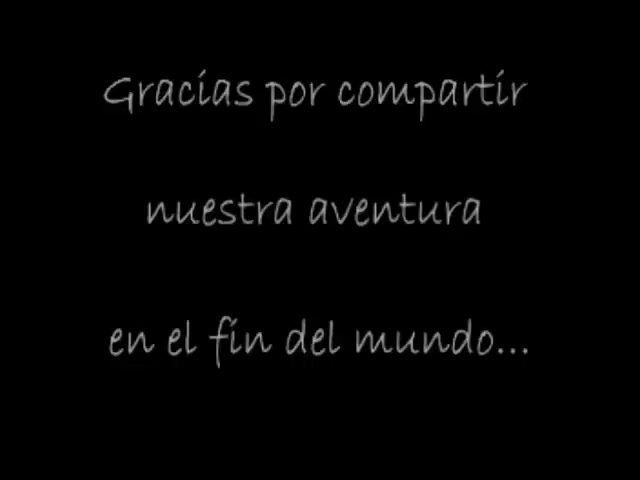 Gracias por compartir
nuestra aventura
en el fin del mundo...